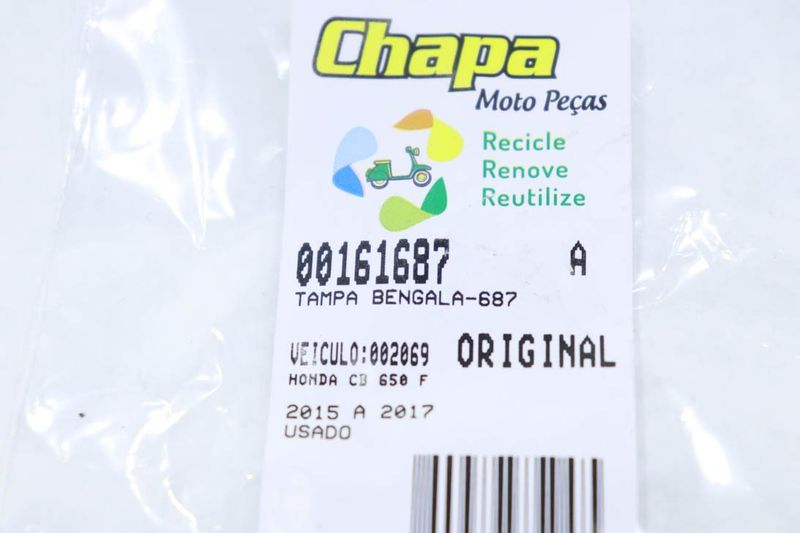 Chapa
Moto Peças
Recicle
Renove
Reutilize
00161687 A
TAMPA BENGALA-687
VEICULO:002069 ORIGINAL
HONDA CB 650 F
2015 A 2017
USADO